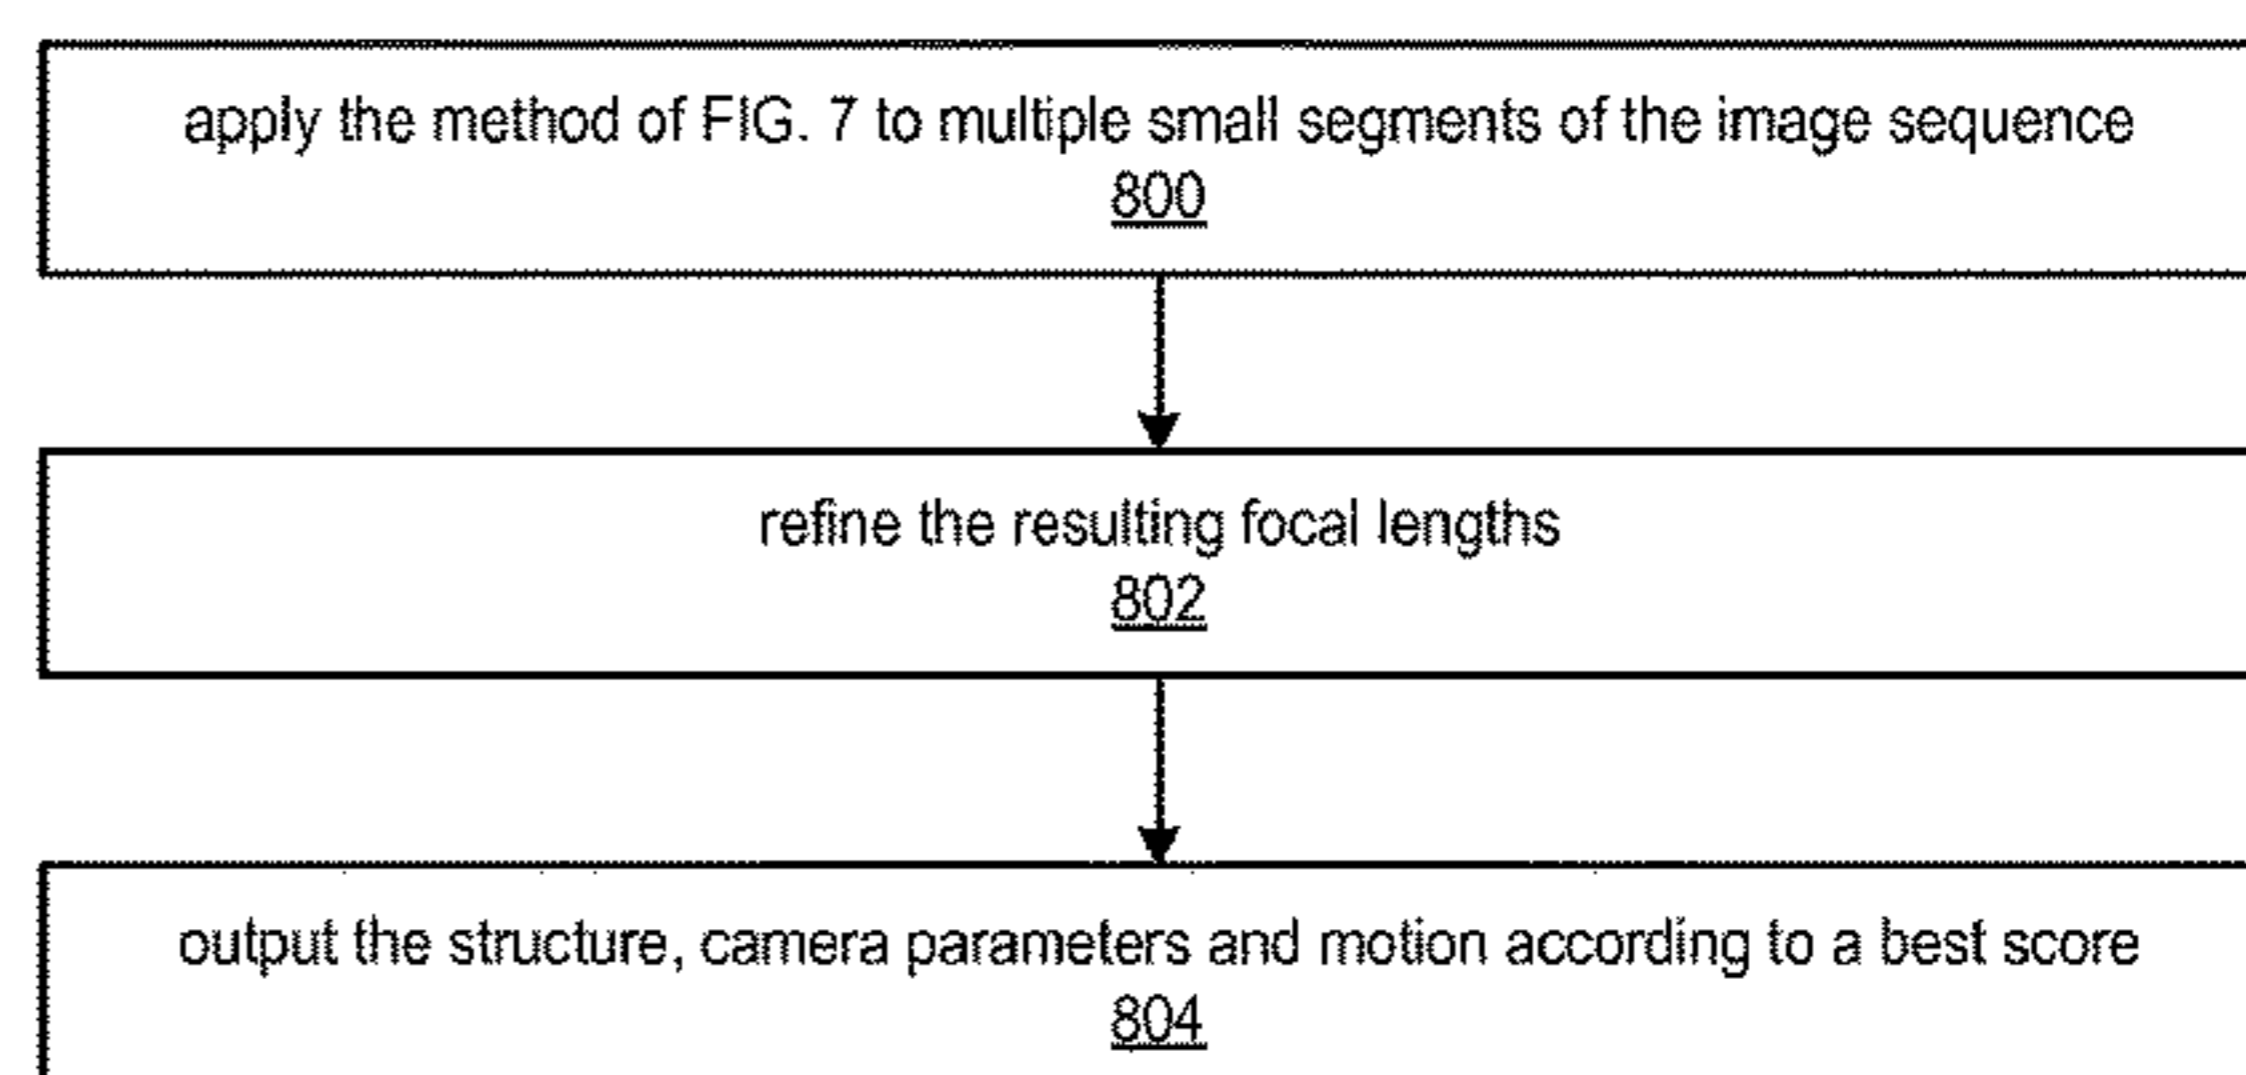 apply the method of FIG. 7 to multiple small segments of the image sequence
800
refine the resulting focal lengths
802
output the structure, camera parameters and motion according to a best score
804